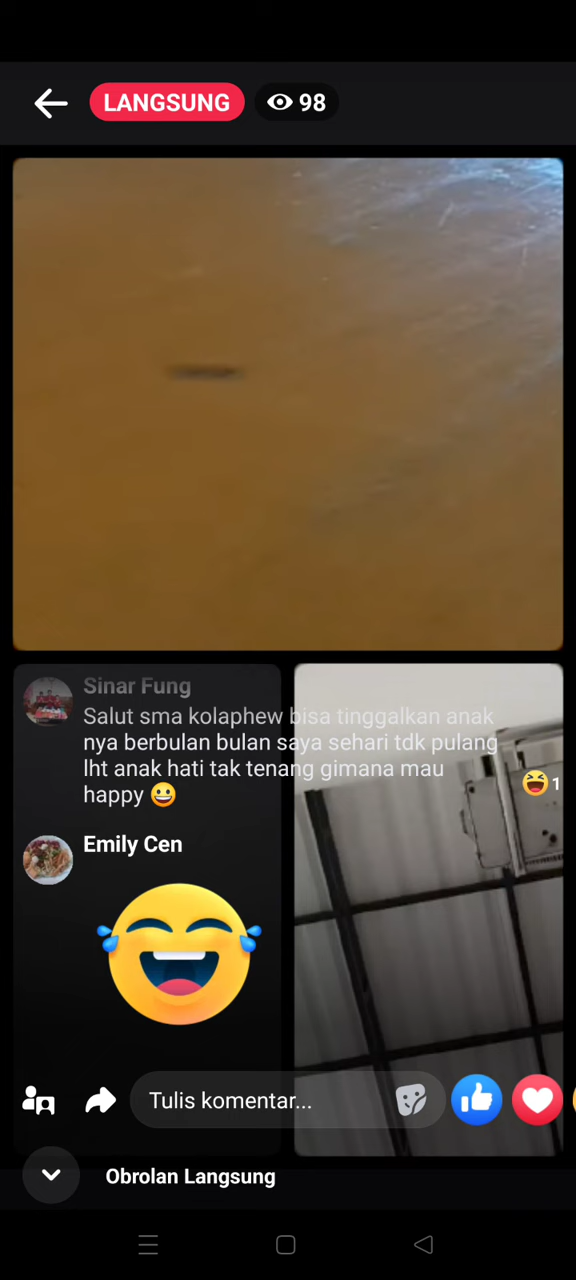 LANGSUNG
98
Sinar Fung
Salut sma kolaphew bisa tinggalkan anak
nya berbulan bulan saya sehari tdk pulang
lht anak hati tak tenang gimana mau
happy 😀
1
Emily Cen
Tulis komentar...
Obrolan Langsung